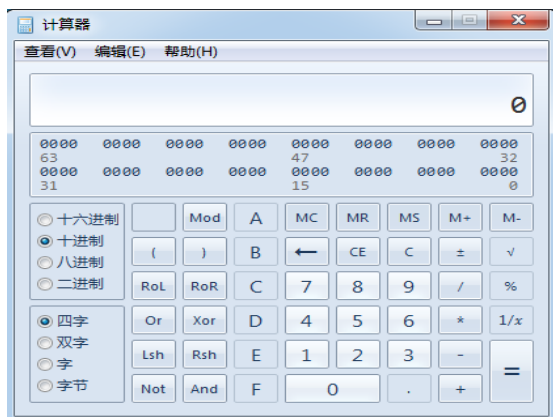 计算器
查看(V) 编辑(E) 帮助(H)
0
0000 0000 0000 0000 0000 0000 0000 0000
63 47 32
0000 0000 0000 0000 0000 0000 0000 0000
31 15 0
十六进制 Mod A MC MR MS M+ M-
十进制 ( ) B ← CE C ± √
八进制
二进制 RoL RoR C 7 8 9 / %
四字 Or Xor D 4 5 6 * 1/x
双字
字 Lsh Rsh E 1 2 3 - =
字节 Not And F 0 . +